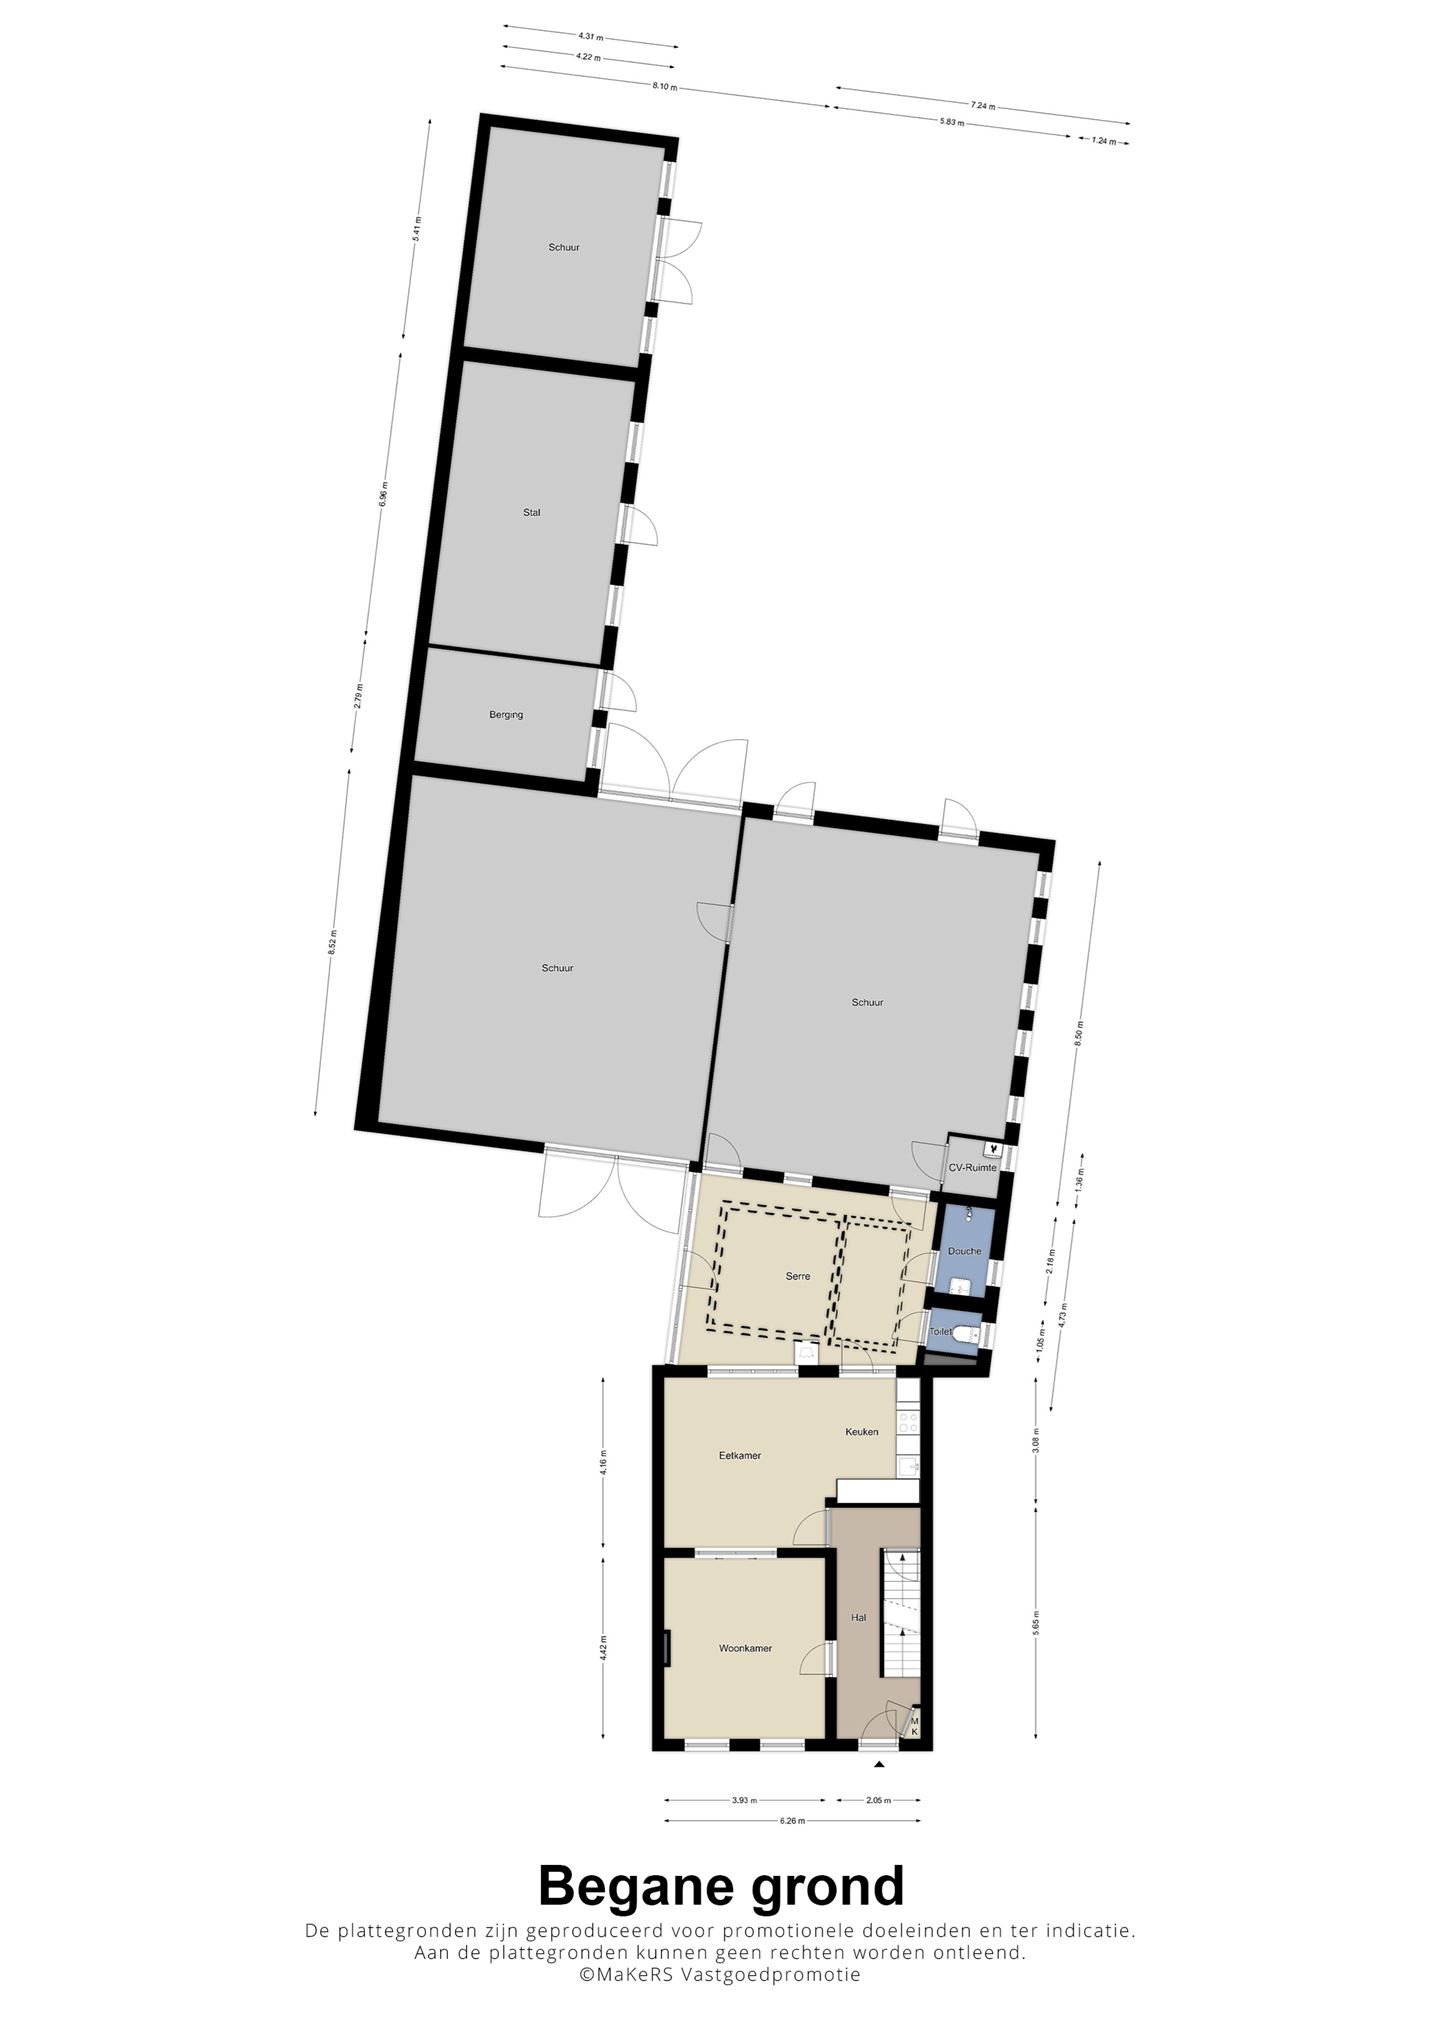 4.31 m
4.22 m
8.10 m
7.24 m
5.83 m
1.24 m
5.41 m
Schuur
6.96 m
Stal
2.79 m
Berging
8.52 m
Schuur
Schuur
8.50 m
CV-Ruimte
1.36 m
Douche
2.18 m
Serre
4.73 m
Toilet
1.05 m
Keuken
3.08 m
Eetkamer
4.16 m
Hal
5.65 m
Woonkamer
4.42 m
M
K
3.93 m
2.05 m
6.26 m
Begane grond
De plattegronden zijn geproduceerd voor promotionele doeleinden en ter indicatie.
Aan de plattegronden kunnen geen rechten worden ontleend.
©MaKeRS Vastgoedpromotie